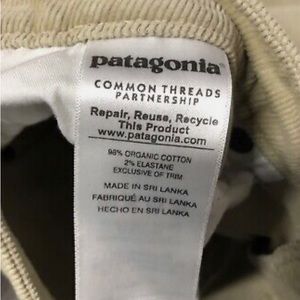 patagonia®
COMMON THREADS
PARTNERSHIP
Repair, Reuse, Recycle
This Product
www.patagonia.com
98% ORGANIC COTTON
2% ELASTANE
EXCLUSIVE OF TRIM
MADE IN SRI LANKA
FABRIQUÉ AU SRI LANKA
HECHO EN SRI LANKA